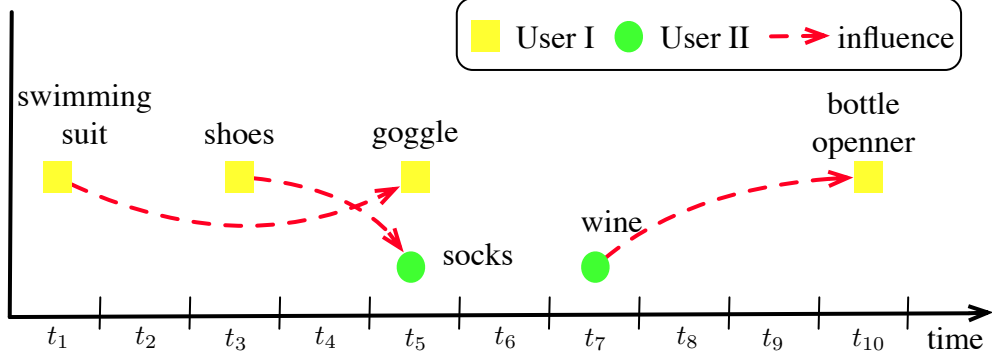 User I User II influence
swimming
suit
shoes
goggle
bottle
openner
wine
socks
t₁ t₂ t₃ t₄ t₅ t₆ t₇ t₈ t₉ t₁₀ time